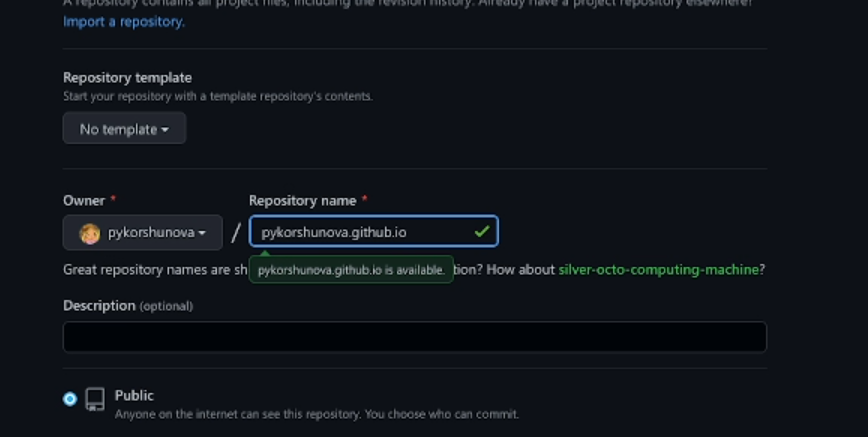 A repository contains all project files, including the revision history. Already have a project repository elsewhere?
Import a repository.
Repository template
Start your repository with a template repository's contents.
No template
Owner * Repository name *
pykorshunova / pykorshunova.github.io
Great repository names are sh tion? How about silver-octo-computing-machine?
pykorshunova.github.io is available.
Description (optional)
Public
Anyone on the internet can see this repository. You choose who can commit.